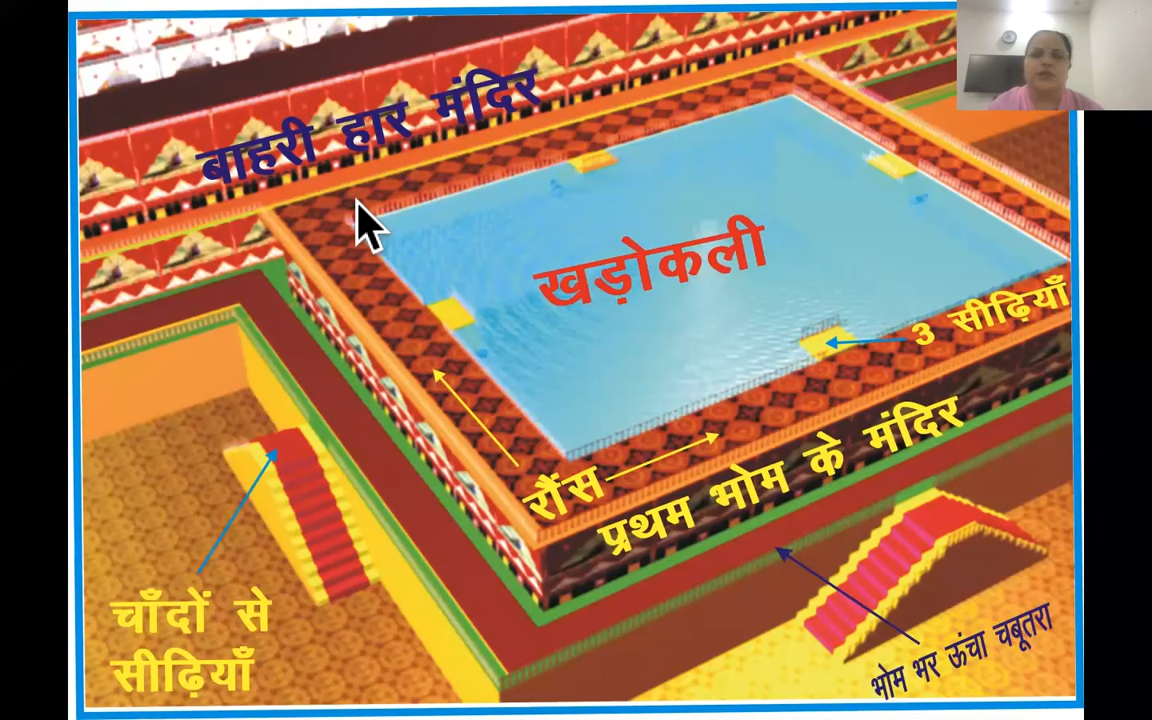 बाहरी हार मंदिर
खड़ोकली
3 सीढ़ियाँ
रौंस
प्रथम भोम के मंदिर
चाँदों से
सीढ़ियाँ
भोम भर ऊंचा चबूतरा